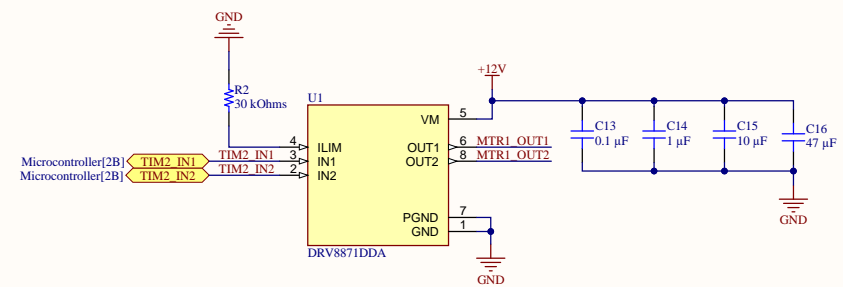 GND
R2
30 kOhms
U1
+12V
VM
5
4
ILIM
OUT1
6
MTR1_OUT1
Microcontroller[2B]
TIM2_IN1
TIM2_IN1
3
IN1
OUT2
8
MTR1_OUT2
Microcontroller[2B]
TIM2_IN2
TIM2_IN2
2
IN2
C13
0.1 µF
C14
1 µF
C15
10 µF
C16
47 µF
PGND
7
GND
1
DRV8871DDA
GND
GND